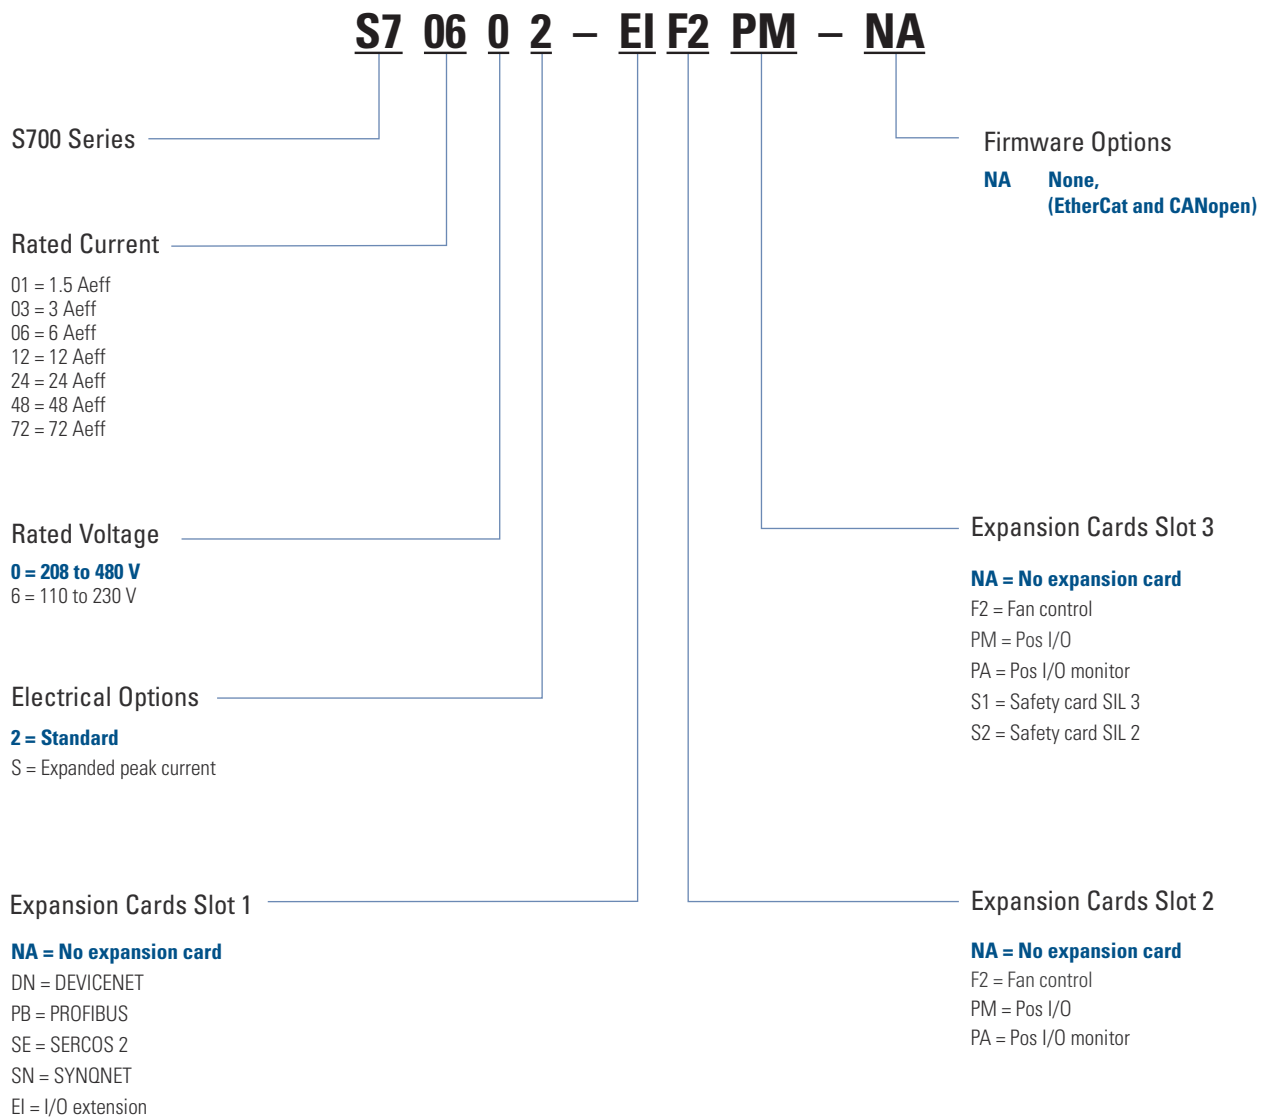 S7 06 0 2 – EI F2 PM – NA
S700 Series
Rated Current
01 = 1.5 Aeff
03 = 3 Aeff
06 = 6 Aeff
12 = 12 Aeff
24 = 24 Aeff
48 = 48 Aeff
72 = 72 Aeff
Rated Voltage
0 = 208 to 480 V
6 = 110 to 230 V
Electrical Options
2 = Standard
S = Expanded peak current
Expansion Cards Slot 1
NA = No expansion card
DN = DEVICENET
PB = PROFIBUS
SE = SERCOS 2
SN = SYNQNET
EI = I/O extension
Firmware Options
NA None,
(EtherCat and CANopen)
Expansion Cards Slot 3
NA = No expansion card
F2 = Fan control
PM = Pos I/O
PA = Pos I/O monitor
S1 = Safety card SIL 3
S2 = Safety card SIL 2
Expansion Cards Slot 2
NA = No expansion card
F2 = Fan control
PM = Pos I/O
PA = Pos I/O monitor